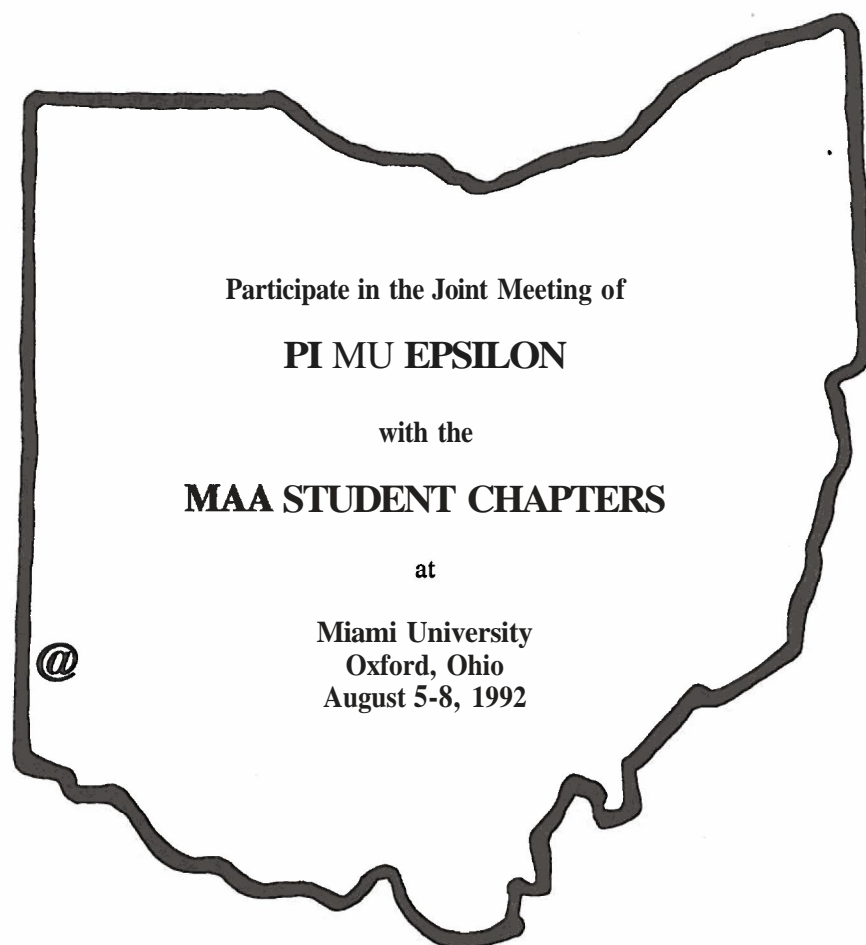 Participate in the Joint Meeting of
PI MU EPSILON
with the
MAA STUDENT CHAPTERS
at
Miami University
@
Oxford, Ohio
August 5-8, 1992